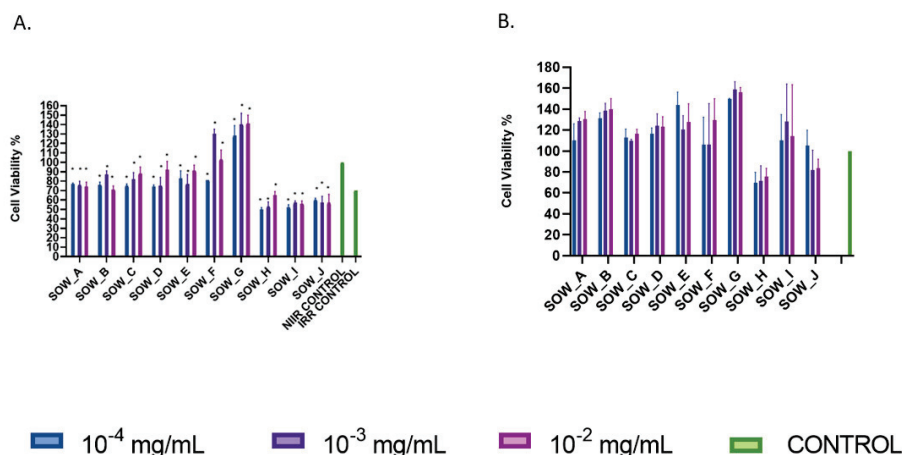 A.
B.
Cell Viability %
160
150
140
130
120
110
100
90
80
70
60
50
40
30
20
10
0
SOW_A
SOW_B
SOW_C
SOW_D
SOW_E
SOW_F
SOW_G
SOW_H
SOW_I
SOW_J
NIIR CONTROL
IRR CONTROL
Cell Viability %
180
160
140
120
100
80
60
40
20
0
SOW_A
SOW_B
SOW_C
SOW_D
SOW_E
SOW_F
SOW_G
SOW_H
SOW_I
SOW_J
10⁻⁴ mg/mL
10⁻³ mg/mL
10⁻² mg/mL
CONTROL